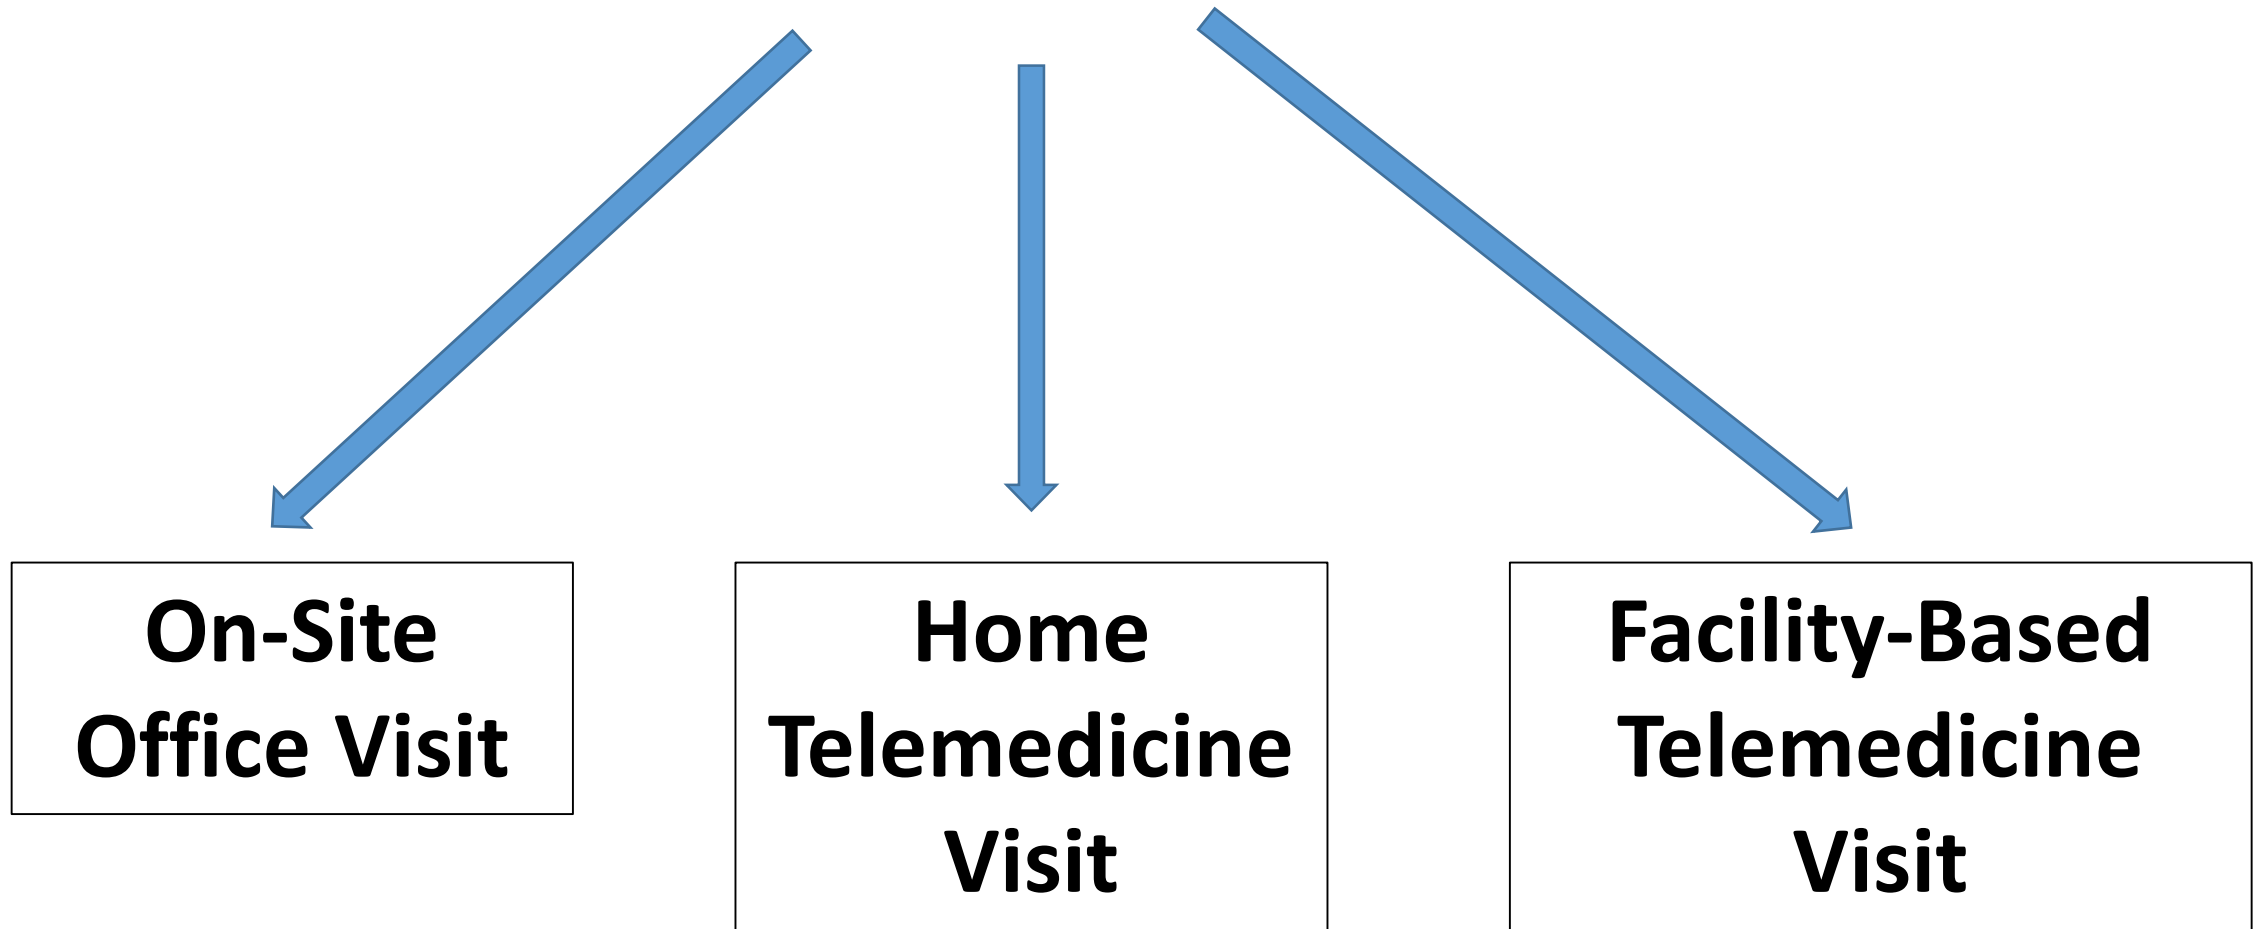 On-Site
Office Visit
Home
Telemedicine
Visit
Facility-Based
Telemedicine
Visit